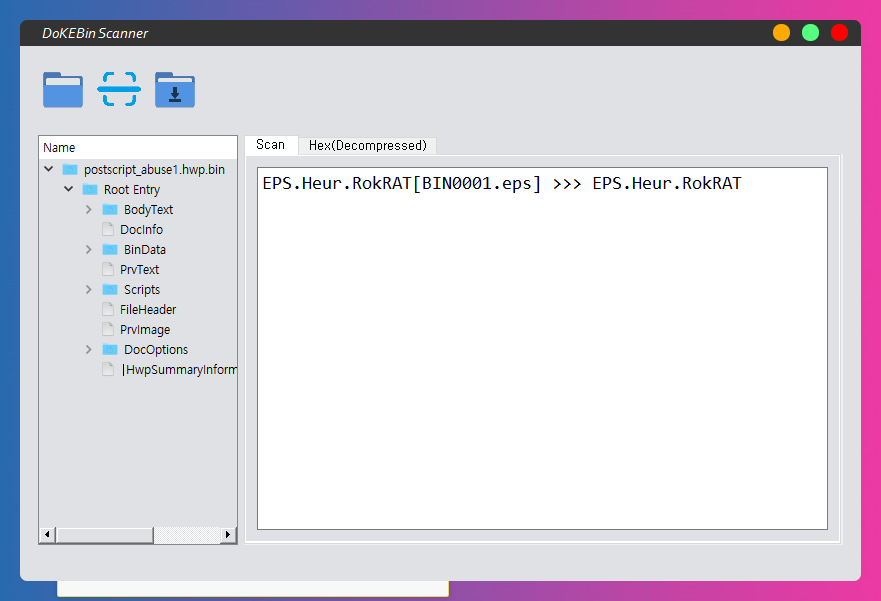 DoKEBin Scanner
Name
postscript_abuse1.hwp.bin
Root Entry
BodyText
DocInfo
BinData
PrvText
Scripts
FileHeader
PrvImage
DocOptions
|HwpSummaryInform
Scan
Hex(Decompressed)
EPS.Heur.RokRAT[BIN0001.eps] >>> EPS.Heur.RokRAT